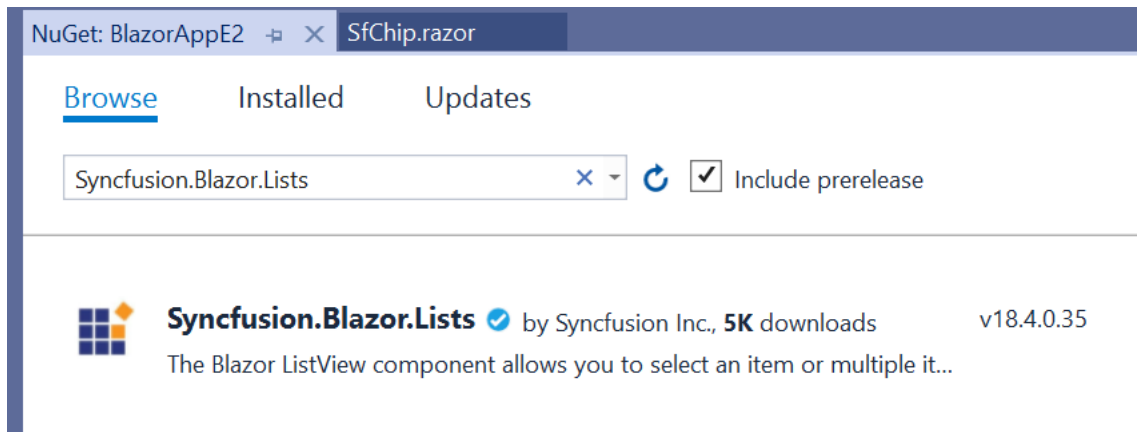 NuGet: BlazorAppE2 SfChip.razor
Browse Installed Updates
Syncfusion.Blazor.Lists Include prerelease
Syncfusion.Blazor.Lists by Syncfusion Inc., 5K downloads v18.4.0.35
The Blazor ListView component allows you to select an item or multiple it...